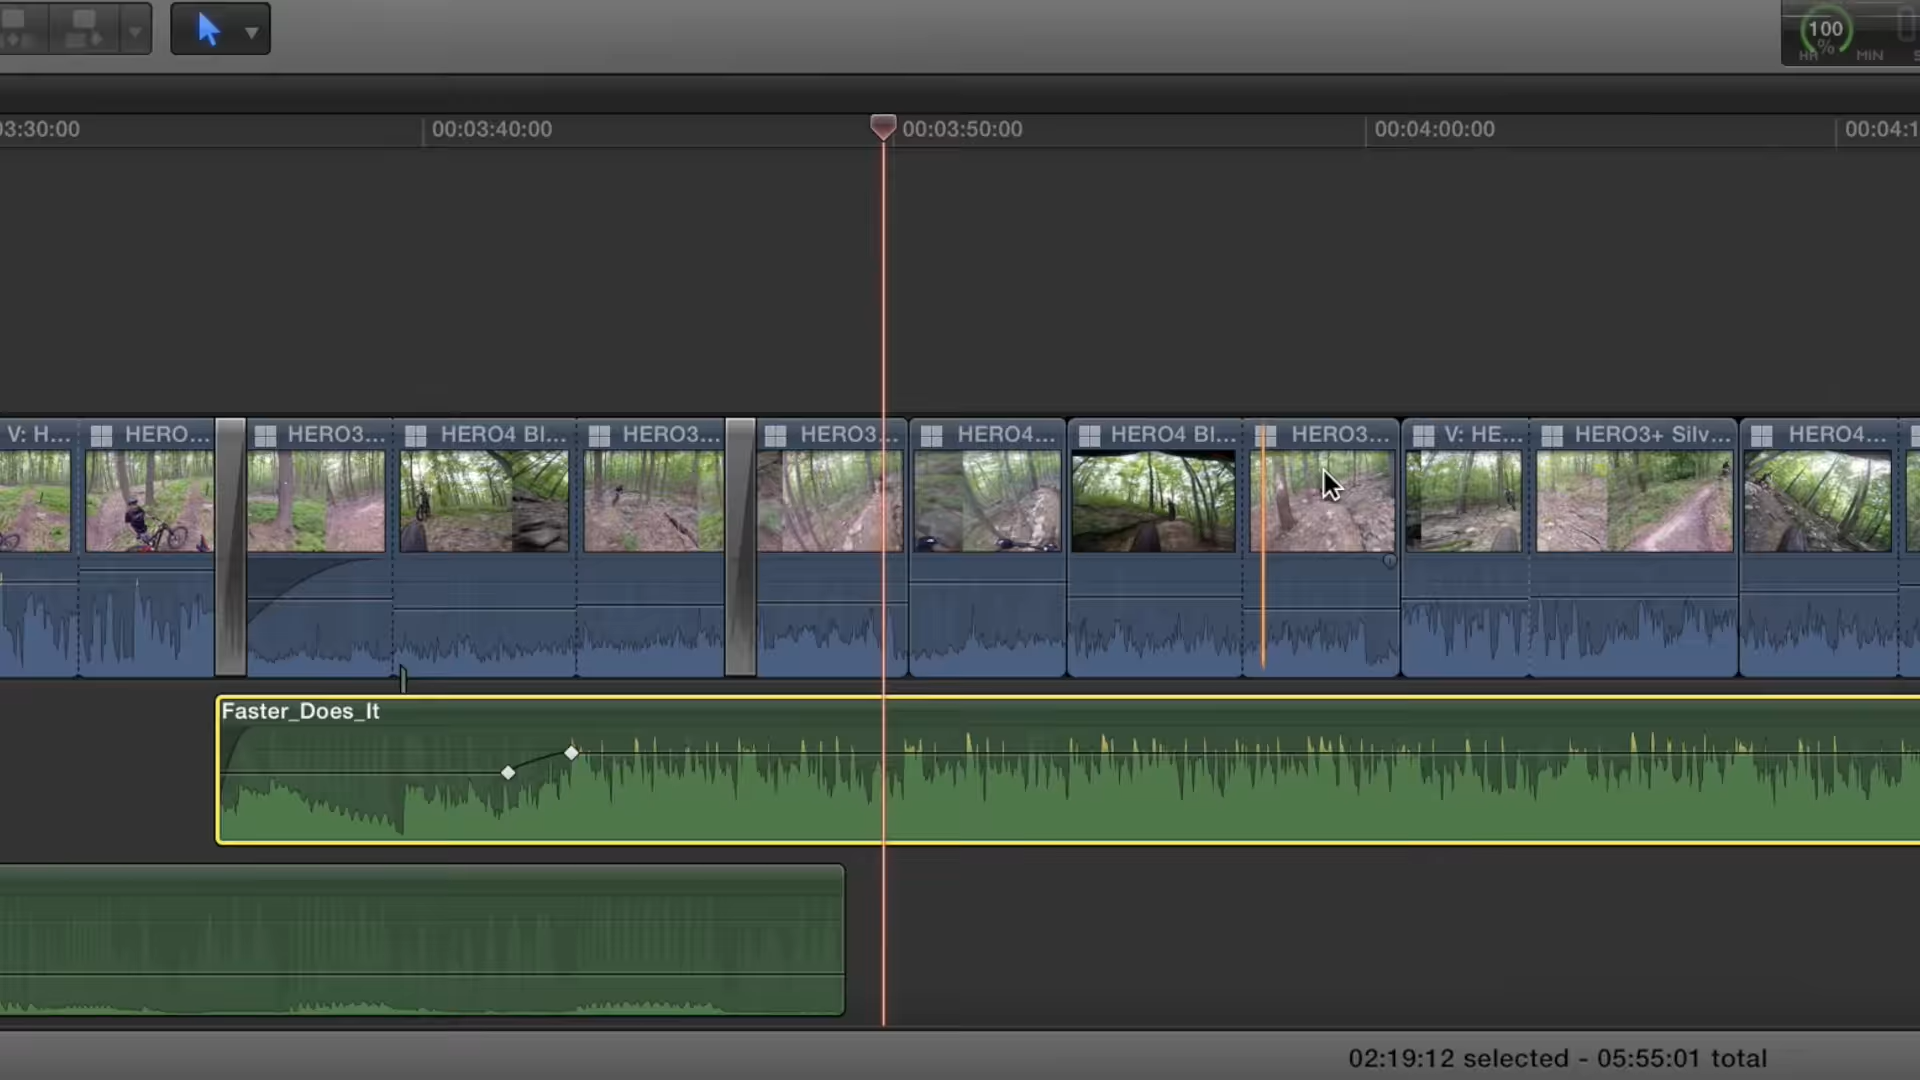 100
%
HR MIN
03:30:00 00:03:40:00 00:03:50:00 00:04:00:00 00:04:1
V: H... HERO... HERO3... HERO4 Bl... HERO3... HERO3... HERO4... HERO4 Bl... HERO3... V: HE... HERO3+ Silv... HERO4...
Faster_Does_It
02:19:12 selected - 05:55:01 total